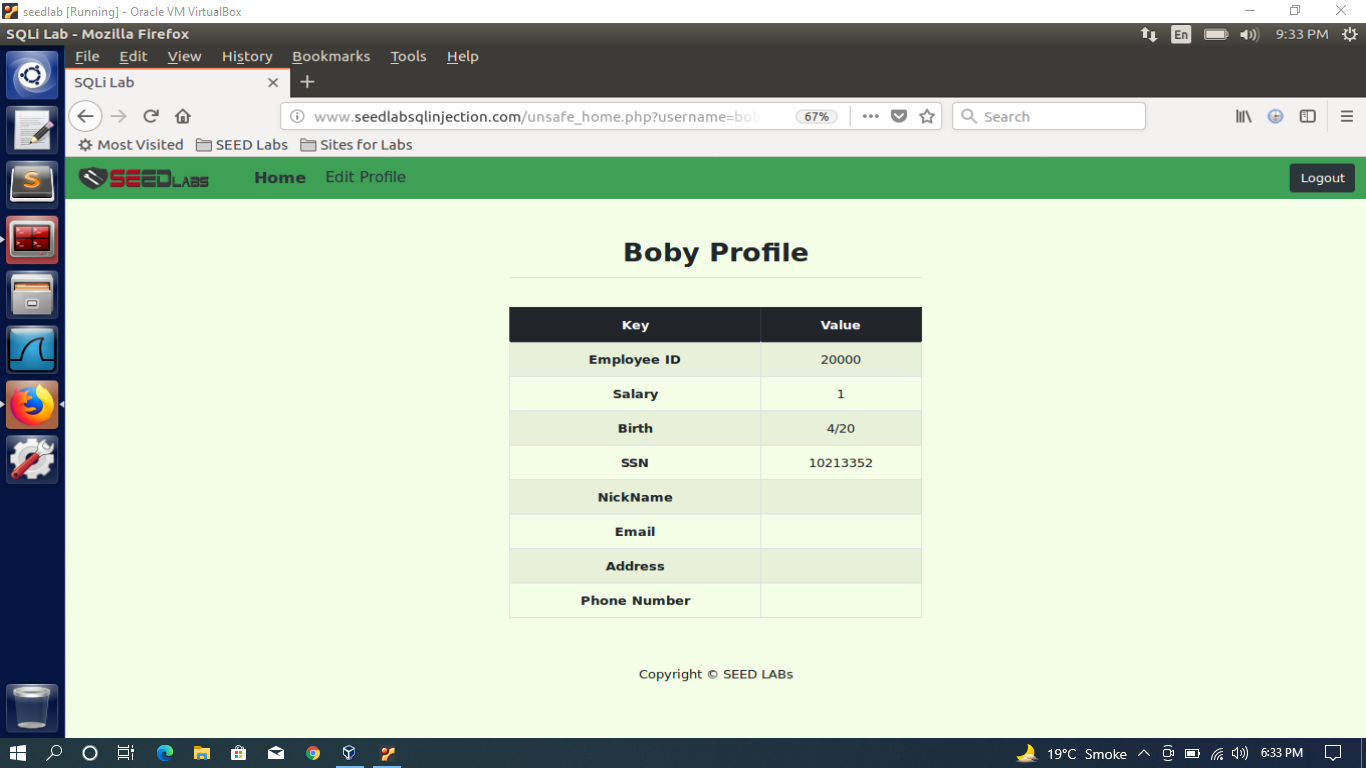 seedlab [Running] - Oracle VM VirtualBox
SQLi Lab - Mozilla Firefox
En
9:33 PM
File Edit View History Bookmarks Tools Help
SQLi Lab
www.seedlabsqlinjection.com/unsafe_home.php?username=bob
67%
Search
Most Visited SEED Labs Sites for Labs
SEEDLABS
Home Edit Profile
Logout
Boby Profile
Key Value
Employee ID 20000
Salary 1
Birth 4/20
SSN 10213352
NickName
Email
Address
Phone Number
Copyright © SEED LABs
19°C Smoke
6:33 PM